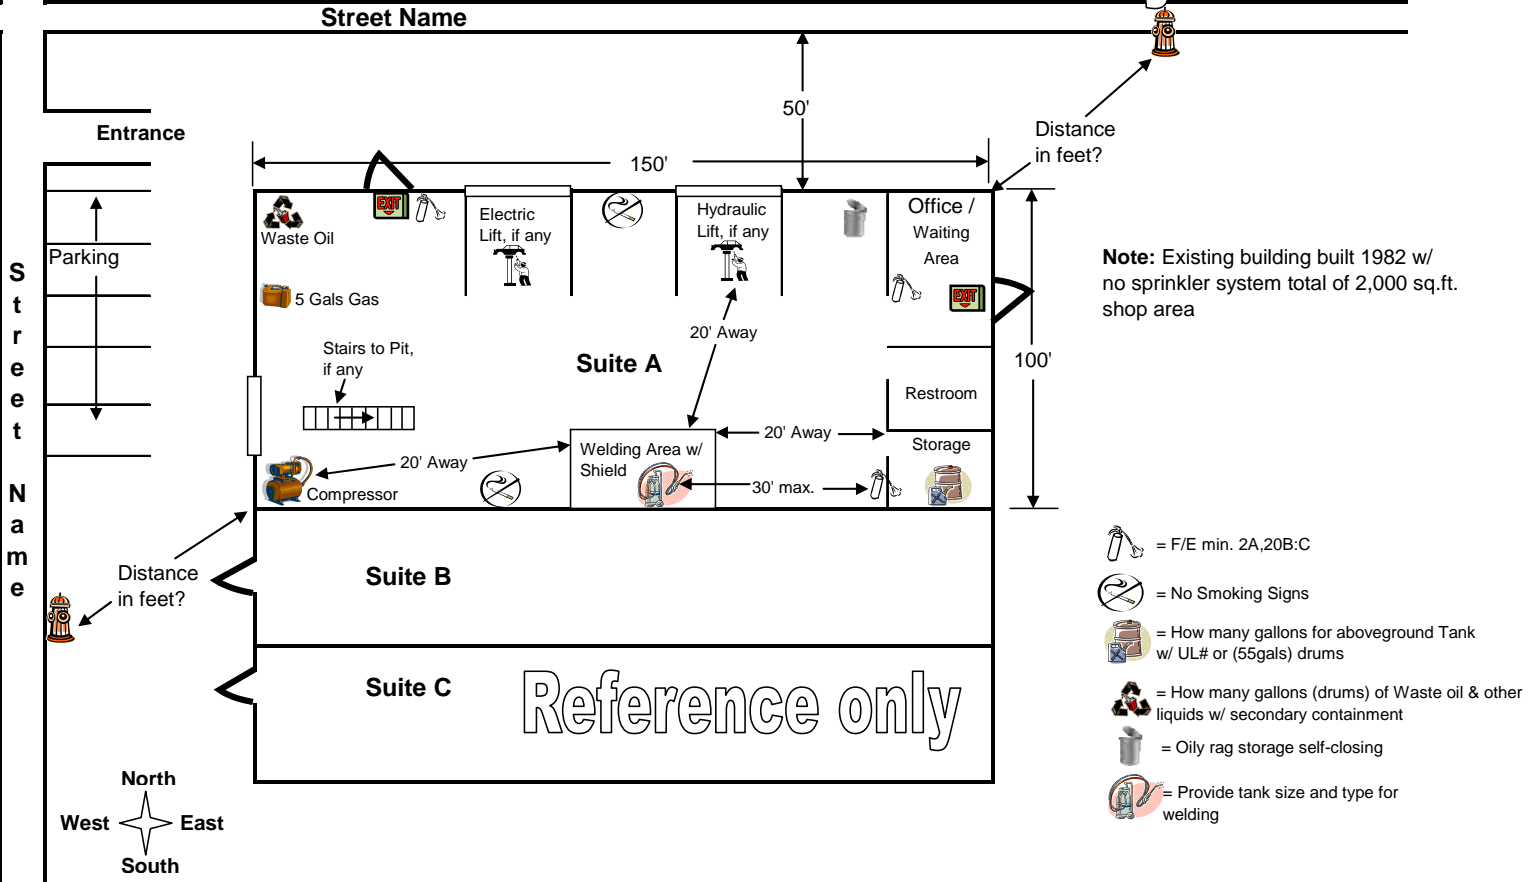 Street Name
50'
Entrance
Distance
in feet?
150'
EXIT
Waste Oil
Electric
Lift, if any
Hydraulic
Lift, if any
Office /
Waiting
Area
Parking
5 Gals Gas
EXIT
Note: Existing building built 1982 w/
no sprinkler system total of 2,000 sq.ft.
shop area
Street Name
20' Away
Stairs to Pit,
if any
Suite A
100'
Restroom
20' Away
Storage
Welding Area w/
Shield
20' Away
Compressor
30' max.
Distance
in feet?
Suite B
Suite C
Reference only
= F/E min. 2A,20B:C
= No Smoking Signs
= How many gallons for aboveground Tank
w/ UL# or (55gals) drums
= How many gallons (drums) of Waste oil & other
liquids w/ secondary containment
= Oily rag storage self-closing
= Provide tank size and type for
welding
North
West
East
South